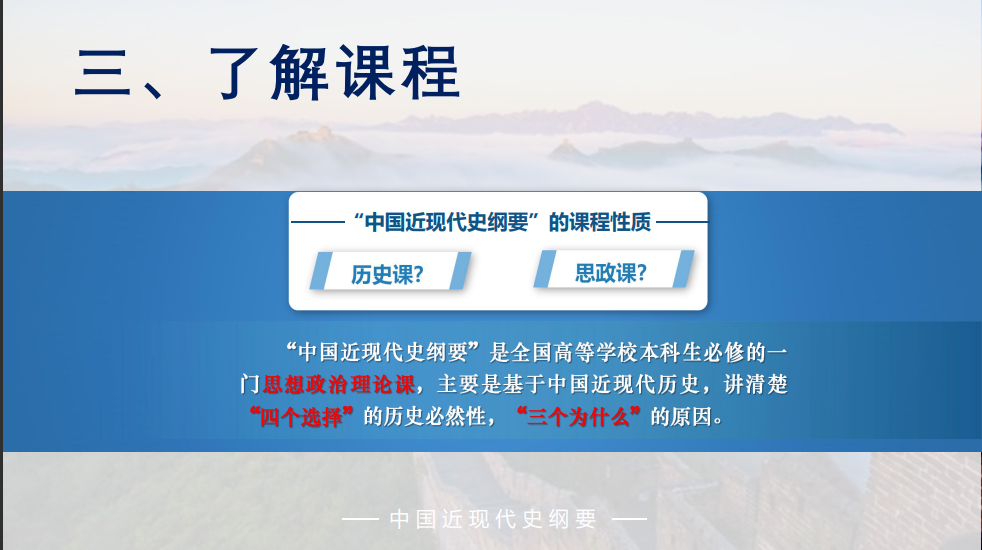 三、了解课程
“中国近现代史纲要”的课程性质
历史课?
思政课?
“中国近现代史纲要”是全国高等学校本科生必修的一
门思想政治理论课，主要是基于中国近现代历史，讲清楚
“四个选择”的历史必然性，“三个为什么”的原因。
中国近现代史纲要